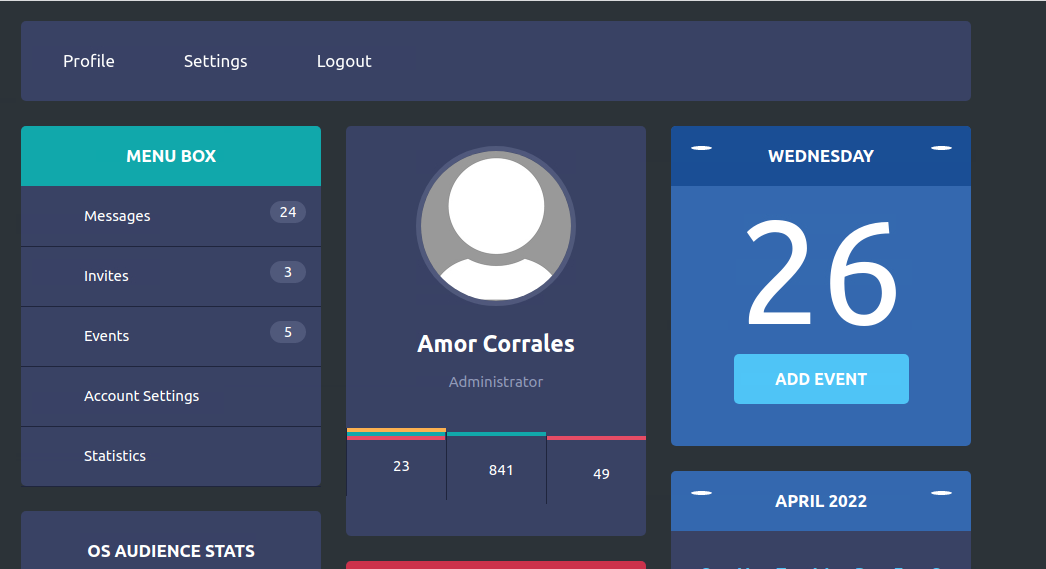 Profile Settings Logout
MENU BOX
Messages 24
Invites 3
Events 5
Account Settings
Statistics
OS AUDIENCE STATS
Amor Corrales
Administrator
23 841 49
WEDNESDAY
26
ADD EVENT
APRIL 2022